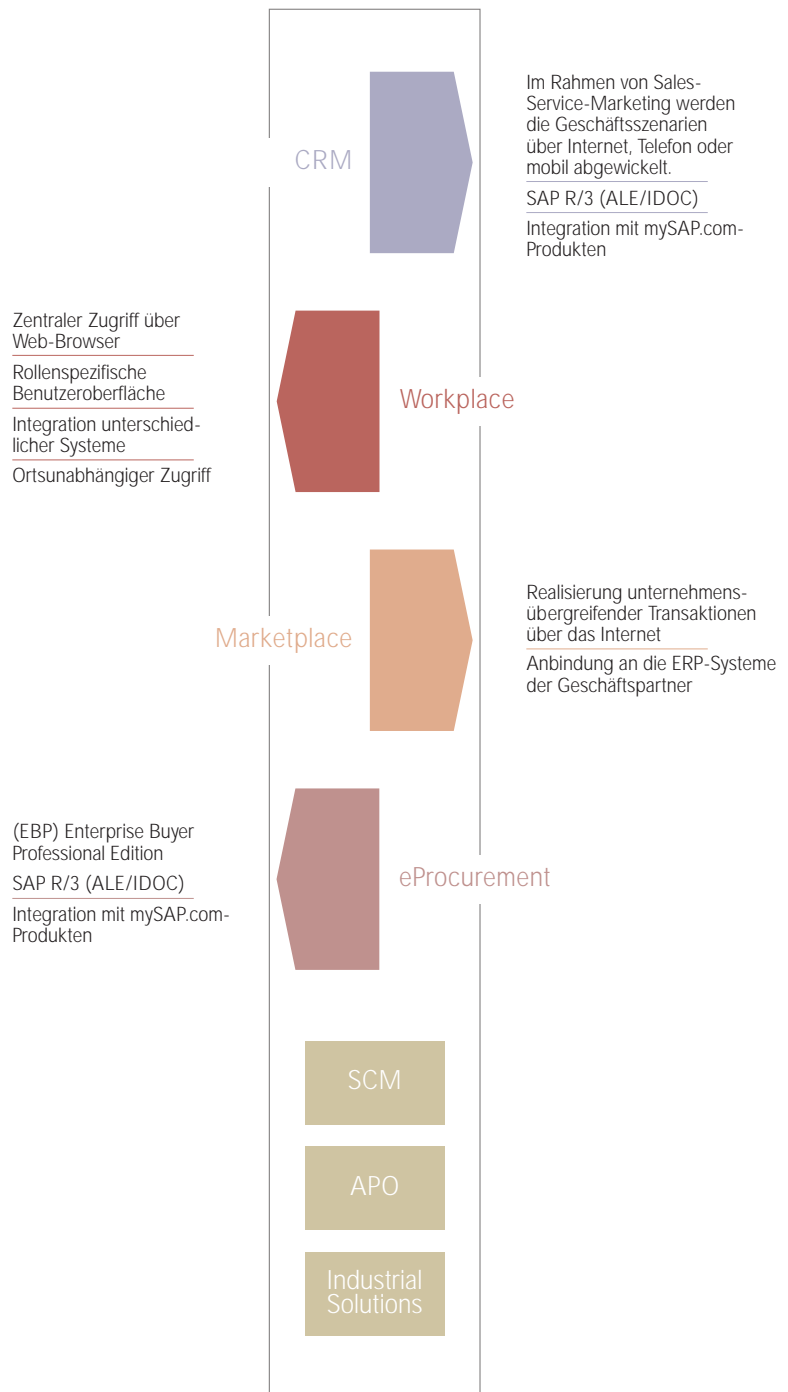 CRM
Im Rahmen von Sales-
Service-Marketing werden
die Geschäftsszenarien
über Internet, Telefon oder
mobil abgewickelt.
SAP R/3 (ALE/IDOC)
Integration mit mySAP.com-
Produkten
Zentraler Zugriff über
Web-Browser
Rollenspezifische
Benutzeroberfläche
Integration unterschied-
licher Systeme
Ortsunabhängiger Zugriff
Workplace
Marketplace
Realisierung unternehmens-
übergreifender Transaktionen
über das Internet
Anbindung an die ERP-Systeme
der Geschäftspartner
(EBP) Enterprise Buyer
Professional Edition
SAP R/3 (ALE/IDOC)
Integration mit mySAP.com-
Produkten
eProcurement
SCM
APO
Industrial
Solutions